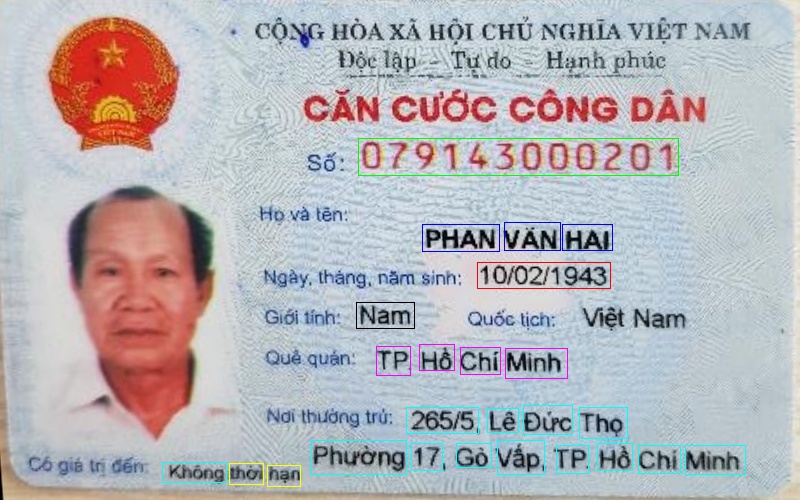 CỘNG HÒA XÃ HỘI CHỦ NGHĨA VIỆT NAM
Độc lập - Tự do - Hạnh phúc
CĂN CƯỚC CÔNG DÂN
Số: 079143000201
Họ và tên:
PHAN VĂN HAI
Ngày, tháng, năm sinh: 10/02/1943
Giới tính: Nam Quốc tịch: Việt Nam
Quê quán: TP. Hồ Chí Minh
Nơi thường trú: 265/5, Lê Đức Thọ
Phường 17, Gò Vấp, TP. Hồ Chí Minh
Có giá trị đến: Không thời hạn